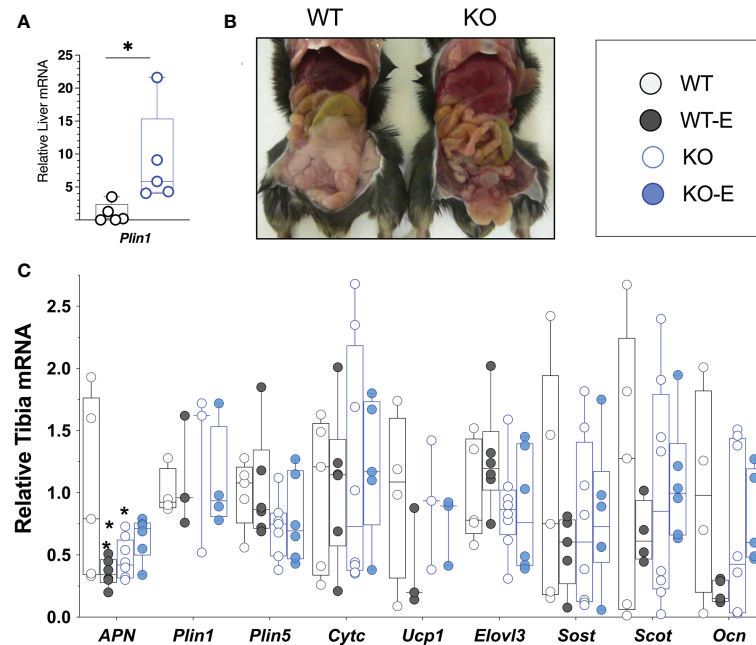 A
B
WT
KO
*
25
20
15
10
5
Relative Liver mRNA
Plin1
WT
WT-E
KO
KO-E
C
2.5
2.0
1.5
1.0
0.5
0.0
Relative Tibia mRNA
*
*
*
APN Plin1 Plin5 Cytc Ucp1 Elovl3 Sost Scot Ocn